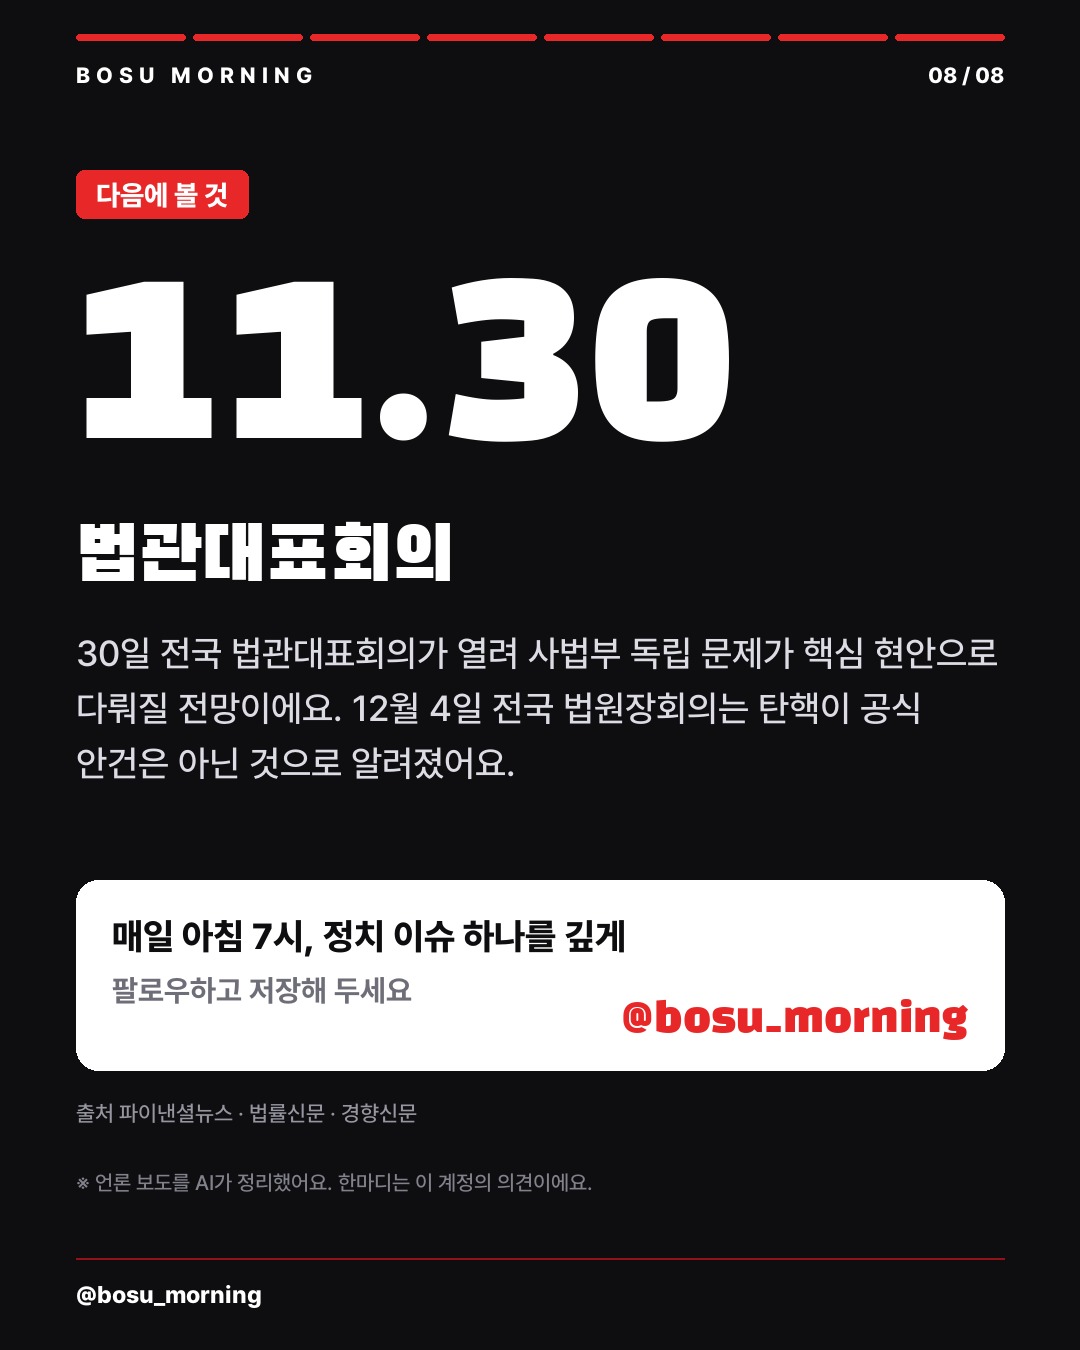 BOSU MORNING
08 / 08
다음에 볼 것
11.30
법관대표회의
30일 전국 법관대표회의가 열려 사법부 독립 문제가 핵심 현안으로
다뤄질 전망이에요. 12월 4일 전국 법원장회의는 탄핵이 공식
안건은 아닌 것으로 알려졌어요.
매일 아침 7시, 정치 이슈 하나를 깊게
팔로우하고 저장해 두세요
@bosu_morning
출처 파이낸셜뉴스 · 법률신문 · 경향신문
※ 언론 보도를 AI가 정리했어요. 한마디는 이 계정의 의견이에요.
@bosu_morning